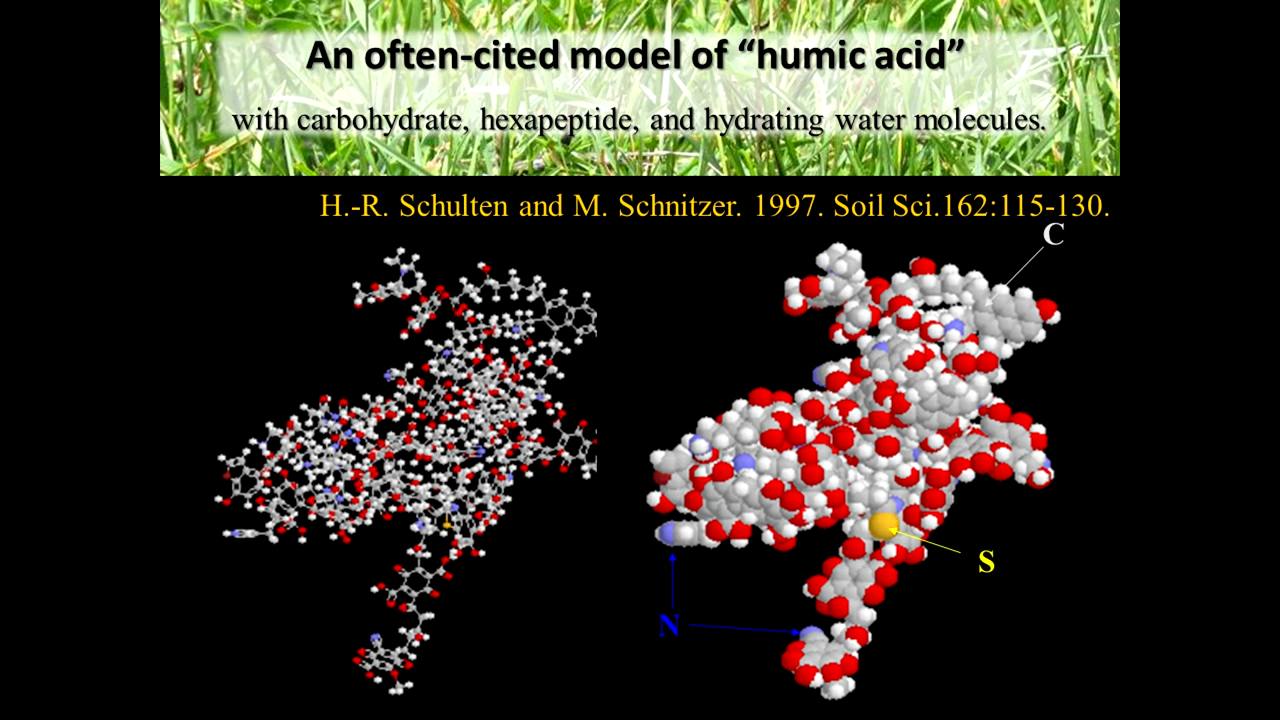 An often-cited model of “humic acid”
with carbohydrate, hexapeptide, and hydrating water molecules.
H.-R. Schulten and M. Schnitzer. 1997. Soil Sci.162:115-130.
C
S
N